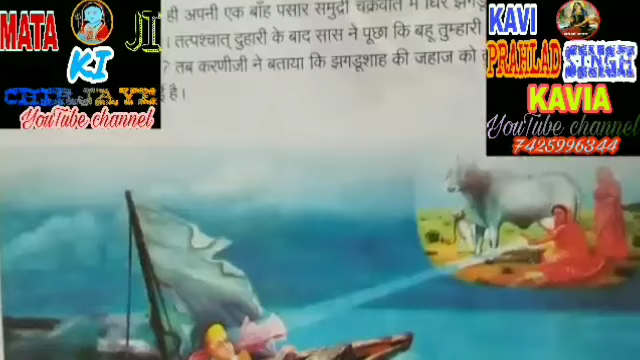 MATA JI
KI
CHIRJAYE
YouTube channel
ही अपनी एक बाँह पसार समुद्री चक्रवात में घिरे
। तत्पश्चात् दुहारी के बाद सास ने पूछा कि बहू तुम्हारी
? तब करणीजी ने बताया कि झगडूशाह की जहाज को
है।
KAVI
PRAHLAD SINGH
KAVIA
YouTube channel
7425996344